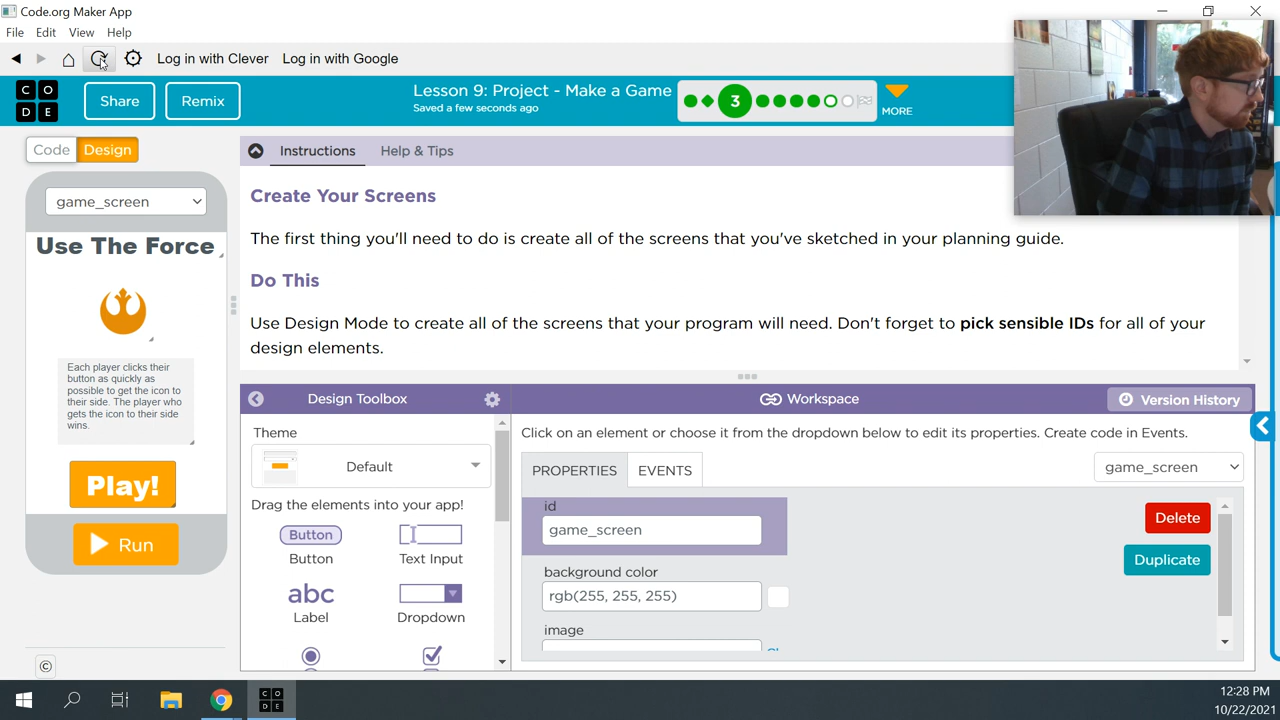 Code.org Maker App
File Edit View Help
Log in with Clever Log in with Google
C O D E
Share
Remix
Lesson 9: Project - Make a Game
Saved a few seconds ago
3
MORE
Code
Design
Instructions
Help & Tips
game_screen
Use The Force
Each player clicks their
button as quickly as
possible to get the icon to
their side. The player who
gets the icon to their side
wins.
Play!
Run
Create Your Screens
The first thing you'll need to do is create all of the screens that you've sketched in your planning guide.
Do This
Use Design Mode to create all of the screens that your program will need. Don't forget to pick sensible IDs for all of your
design elements.
Design Toolbox
Workspace
Version History
Theme
Default
Drag the elements into your app!
Button
Button
Text Input
abc
Label
Dropdown
Click on an element or choose it from the dropdown below to edit its properties. Create code in Events.
PROPERTIES
EVENTS
game_screen
id
game_screen
Delete
Duplicate
background color
rgb(255, 255, 255)
image
©
C O D E
12:28 PM
10/22/2021